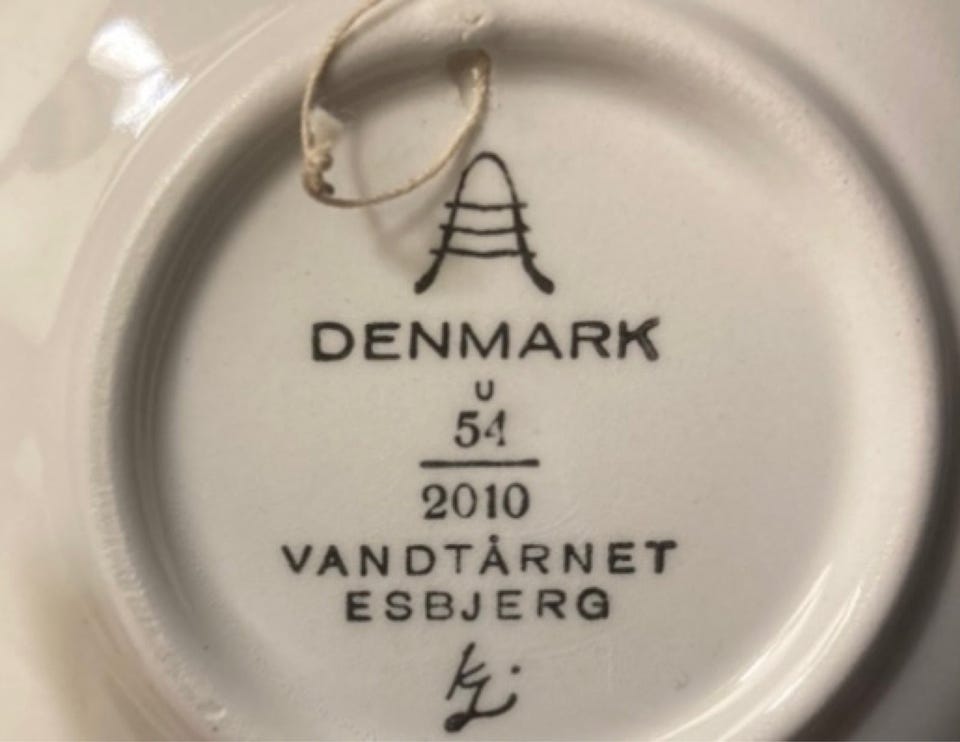 DENMARK
U
54
2010
VANDTÅRNET
ESBJERG